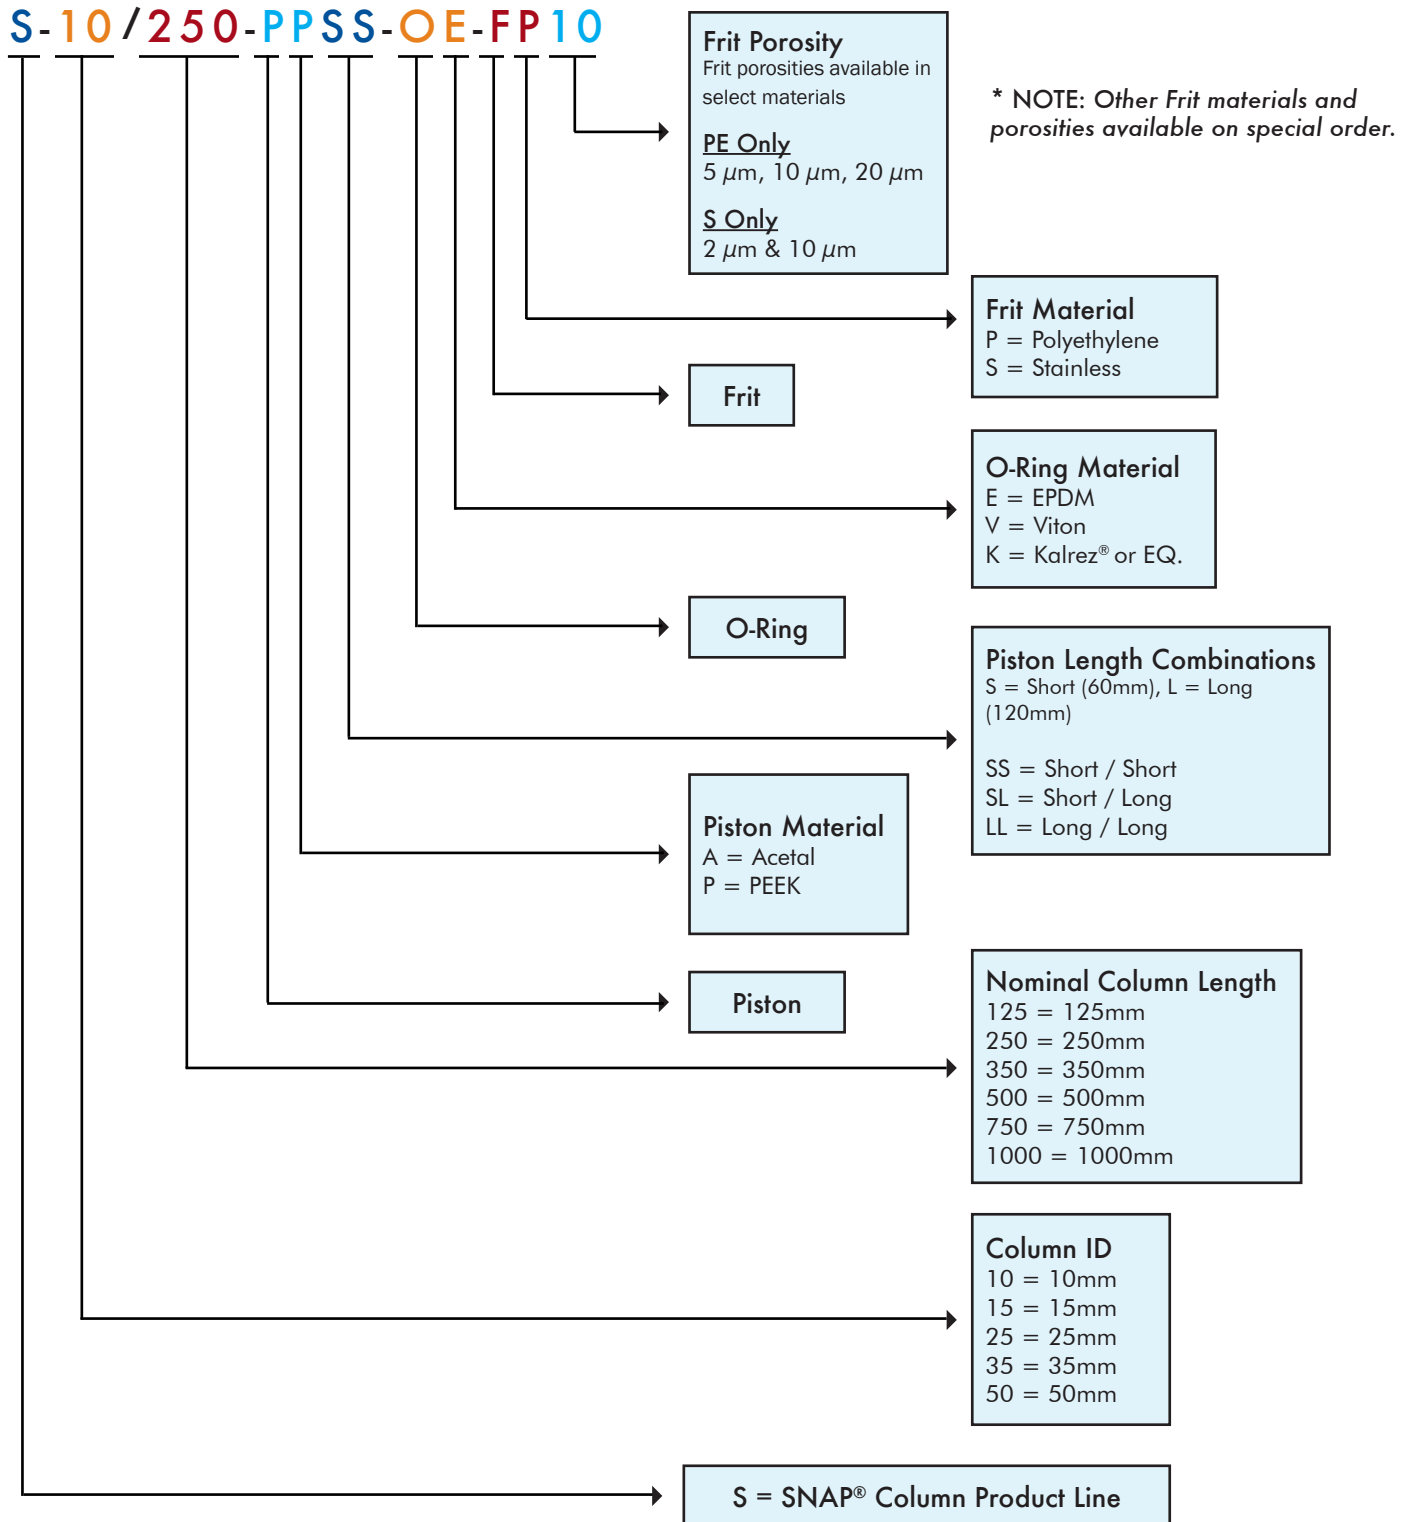 S-10/250-PPSS-OE-FP10
Frit Porosity
Frit porosities available in
select materials
PE Only
5 µm, 10 µm, 20 µm
S Only
2 µm & 10 µm
* NOTE: Other Frit materials and
porosities available on special order.
Frit Material
P = Polyethylene
S = Stainless
Frit
O-Ring Material
E = EPDM
V = Viton
K = Kalrez® or EQ.
O-Ring
Piston Length Combinations
S = Short (60mm), L = Long
(120mm)
SS = Short / Short
SL = Short / Long
LL = Long / Long
Piston Material
A = Acetal
P = PEEK
Piston
Nominal Column Length
125 = 125mm
250 = 250mm
350 = 350mm
500 = 500mm
750 = 750mm
1000 = 1000mm
Column ID
10 = 10mm
15 = 15mm
25 = 25mm
35 = 35mm
50 = 50mm
S = SNAP® Column Product Line